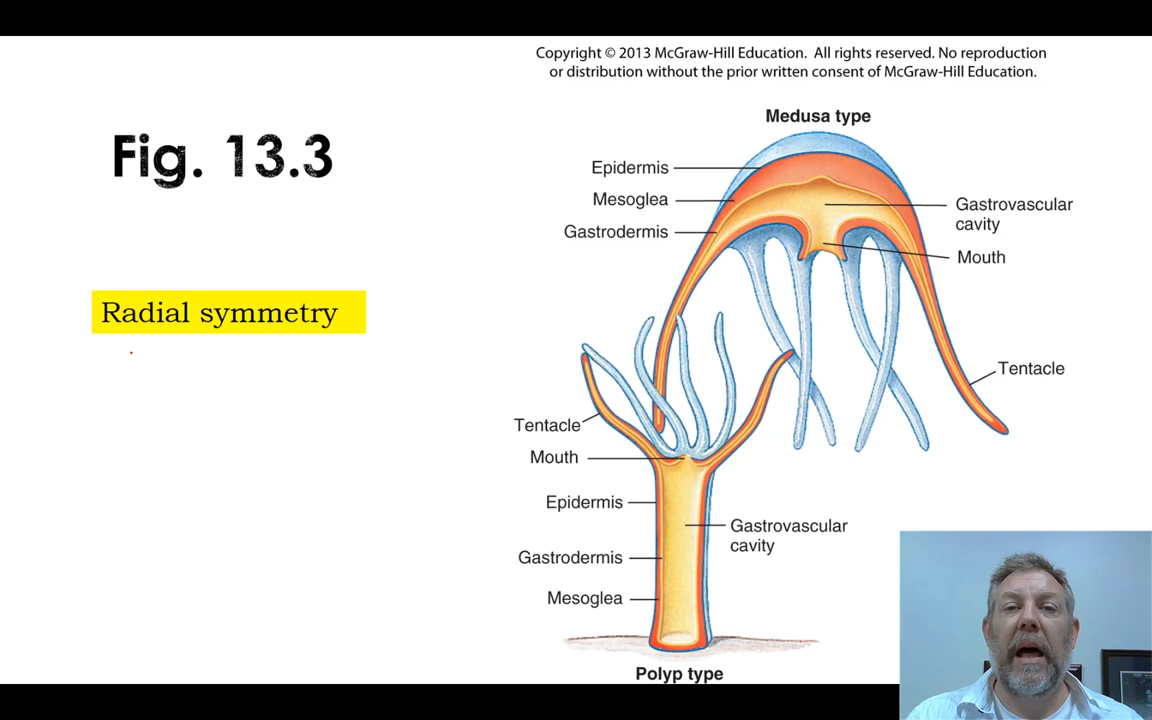 Copyright © 2013 McGraw-Hill Education. All rights reserved. No reproduction
or distribution without the prior written consent of McGraw-Hill Education.
Fig. 13.3
Radial symmetry
Medusa type
Epidermis
Mesoglea
Gastrodermis
Gastrovascular
cavity
Mouth
Tentacle
Tentacle
Mouth
Epidermis
Gastrodermis
Mesoglea
Gastrovascular
cavity
Polyp type